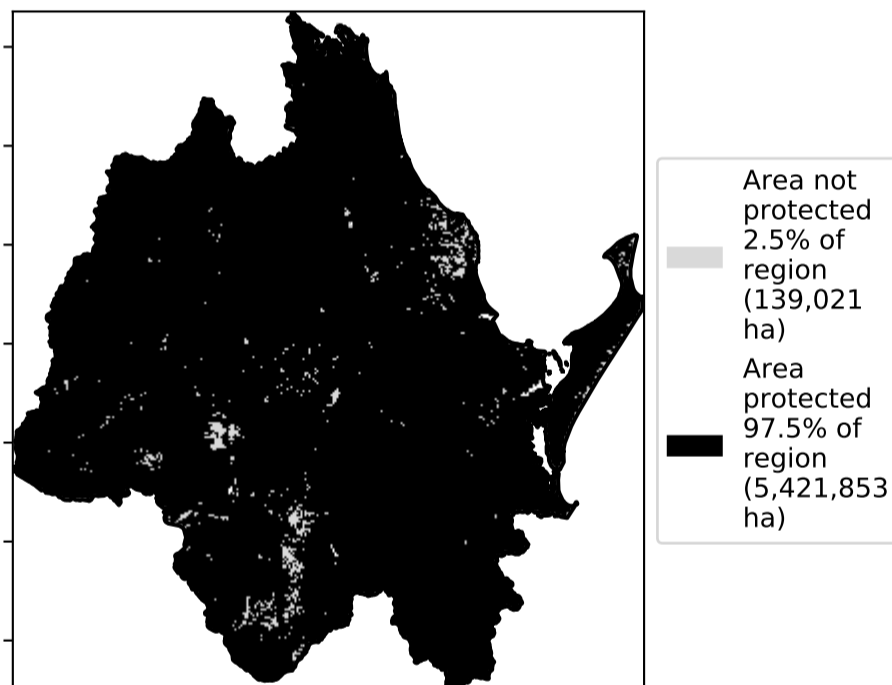 Area not
protected
2.5% of
region
(139,021
ha)
Area
protected
97.5% of
region
(5,421,853
ha)